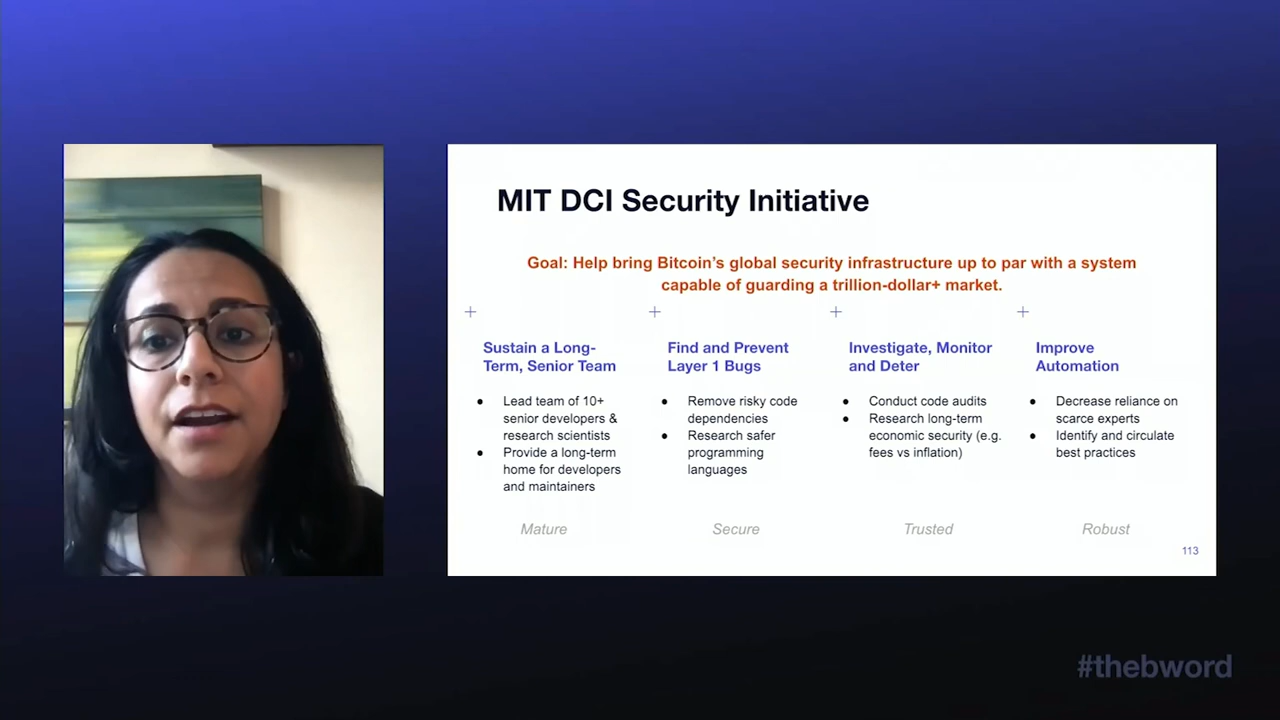 MIT DCI Security Initiative
Goal: Help bring Bitcoin's global security infrastructure up to par with a system
capable of guarding a trillion-dollar+ market.
Sustain a Long-
Term, Senior Team
● Lead team of 10+
senior developers &
research scientists
● Provide a long-term
home for developers
and maintainers
Mature
Find and Prevent
Layer 1 Bugs
● Remove risky code
dependencies
● Research safer
programming
languages
Secure
Investigate, Monitor
and Deter
● Conduct code audits
● Research long-term
economic security (e.g.
fees vs inflation)
Trusted
Improve
Automation
● Decrease reliance on
scarce experts
● Identify and circulate
best practices
Robust
113
#thebword